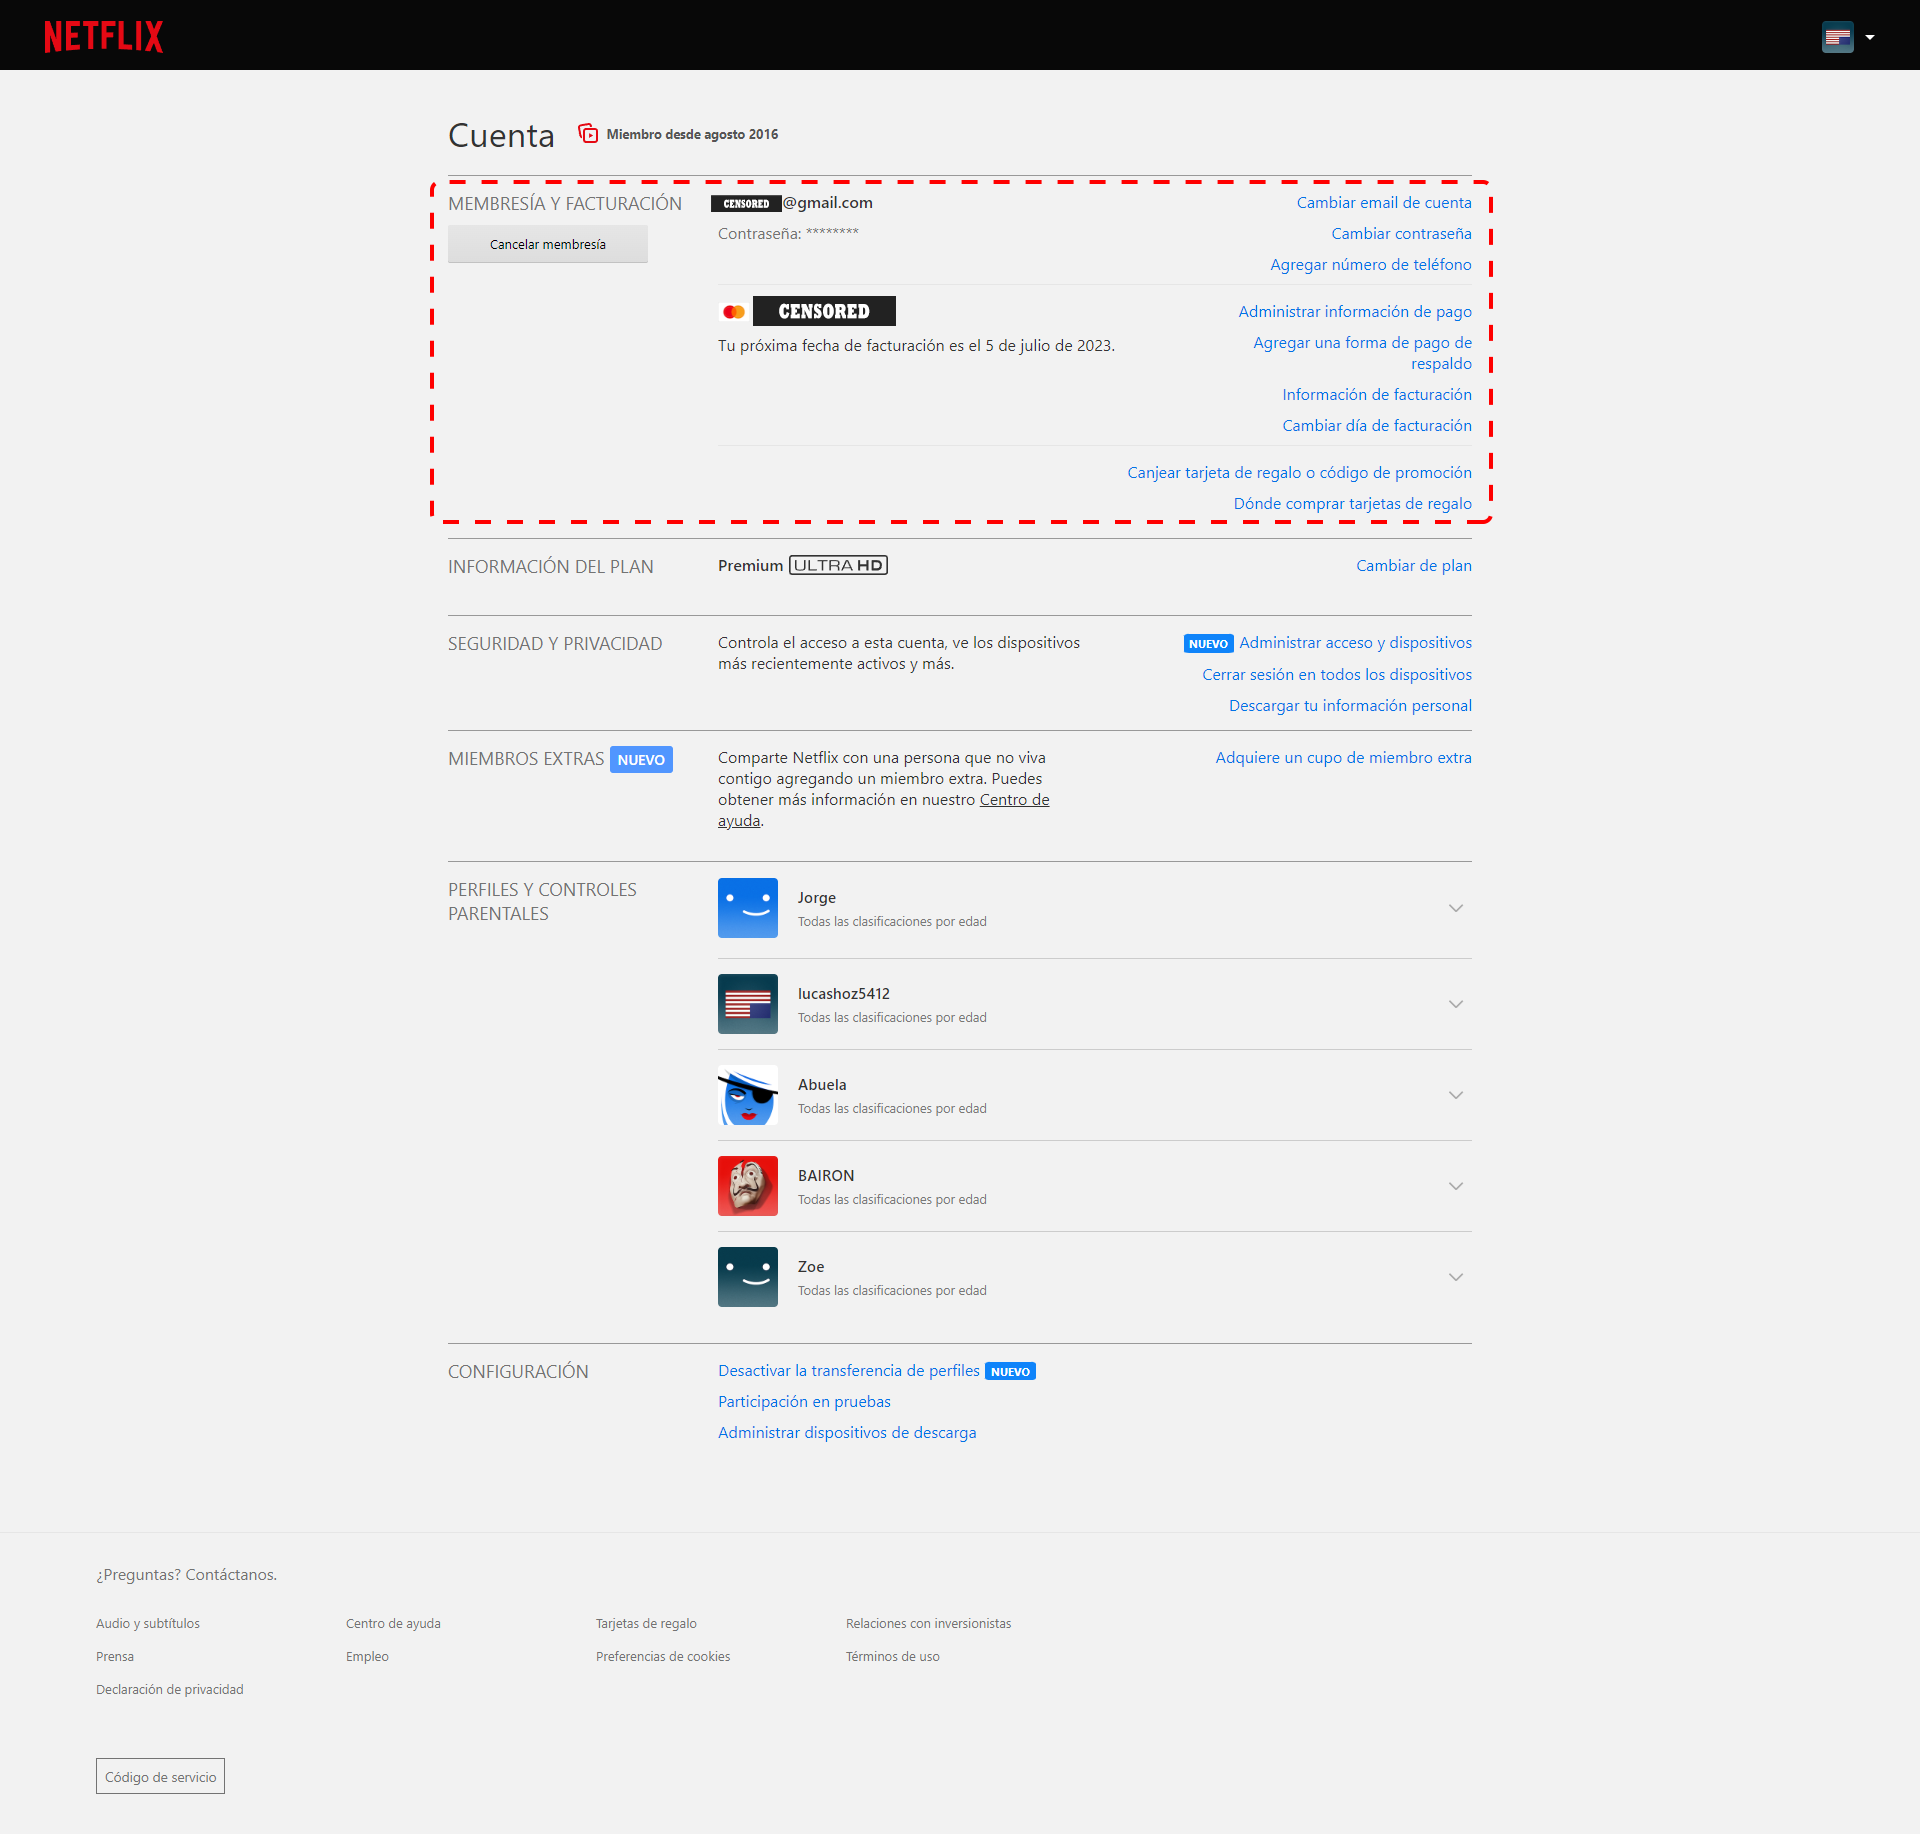 NETFLIX
Cuenta
Miembro desde agosto 2016
MEMBRESÍA Y FACTURACIÓN
Cancelar membresía
CENSORED@gmail.com
Cambiar email de cuenta
Contraseña: ********
Cambiar contraseña
Agregar número de teléfono
CENSORED
Administrar información de pago
Tu próxima fecha de facturación es el 5 de julio de 2023.
Agregar una forma de pago de
respaldo
Información de facturación
Cambiar día de facturación
Canjear tarjeta de regalo o código de promoción
Dónde comprar tarjetas de regalo
INFORMACIÓN DEL PLAN
Premium ULTRA HD
Cambiar de plan
SEGURIDAD Y PRIVACIDAD
Controla el acceso a esta cuenta, ve los dispositivos
más recientemente activos y más.
NUEVO Administrar acceso y dispositivos
Cerrar sesión en todos los dispositivos
Descargar tu información personal
MIEMBROS EXTRAS NUEVO
Comparte Netflix con una persona que no viva
contigo agregando un miembro extra. Puedes
obtener más información en nuestro Centro de
ayuda.
Adquiere un cupo de miembro extra
PERFILES Y CONTROLES
PARENTALES
Jorge
Todas las clasificaciones por edad
lucashoz5412
Todas las clasificaciones por edad
Abuela
Todas las clasificaciones por edad
BAIRON
Todas las clasificaciones por edad
Zoe
Todas las clasificaciones por edad
CONFIGURACIÓN
Desactivar la transferencia de perfiles NUEVO
Participación en pruebas
Administrar dispositivos de descarga
¿Preguntas? Contáctanos.
Audio y subtítulos
Centro de ayuda
Tarjetas de regalo
Relaciones con inversionistas
Prensa
Empleo
Preferencias de cookies
Términos de uso
Declaración de privacidad
Código de servicio